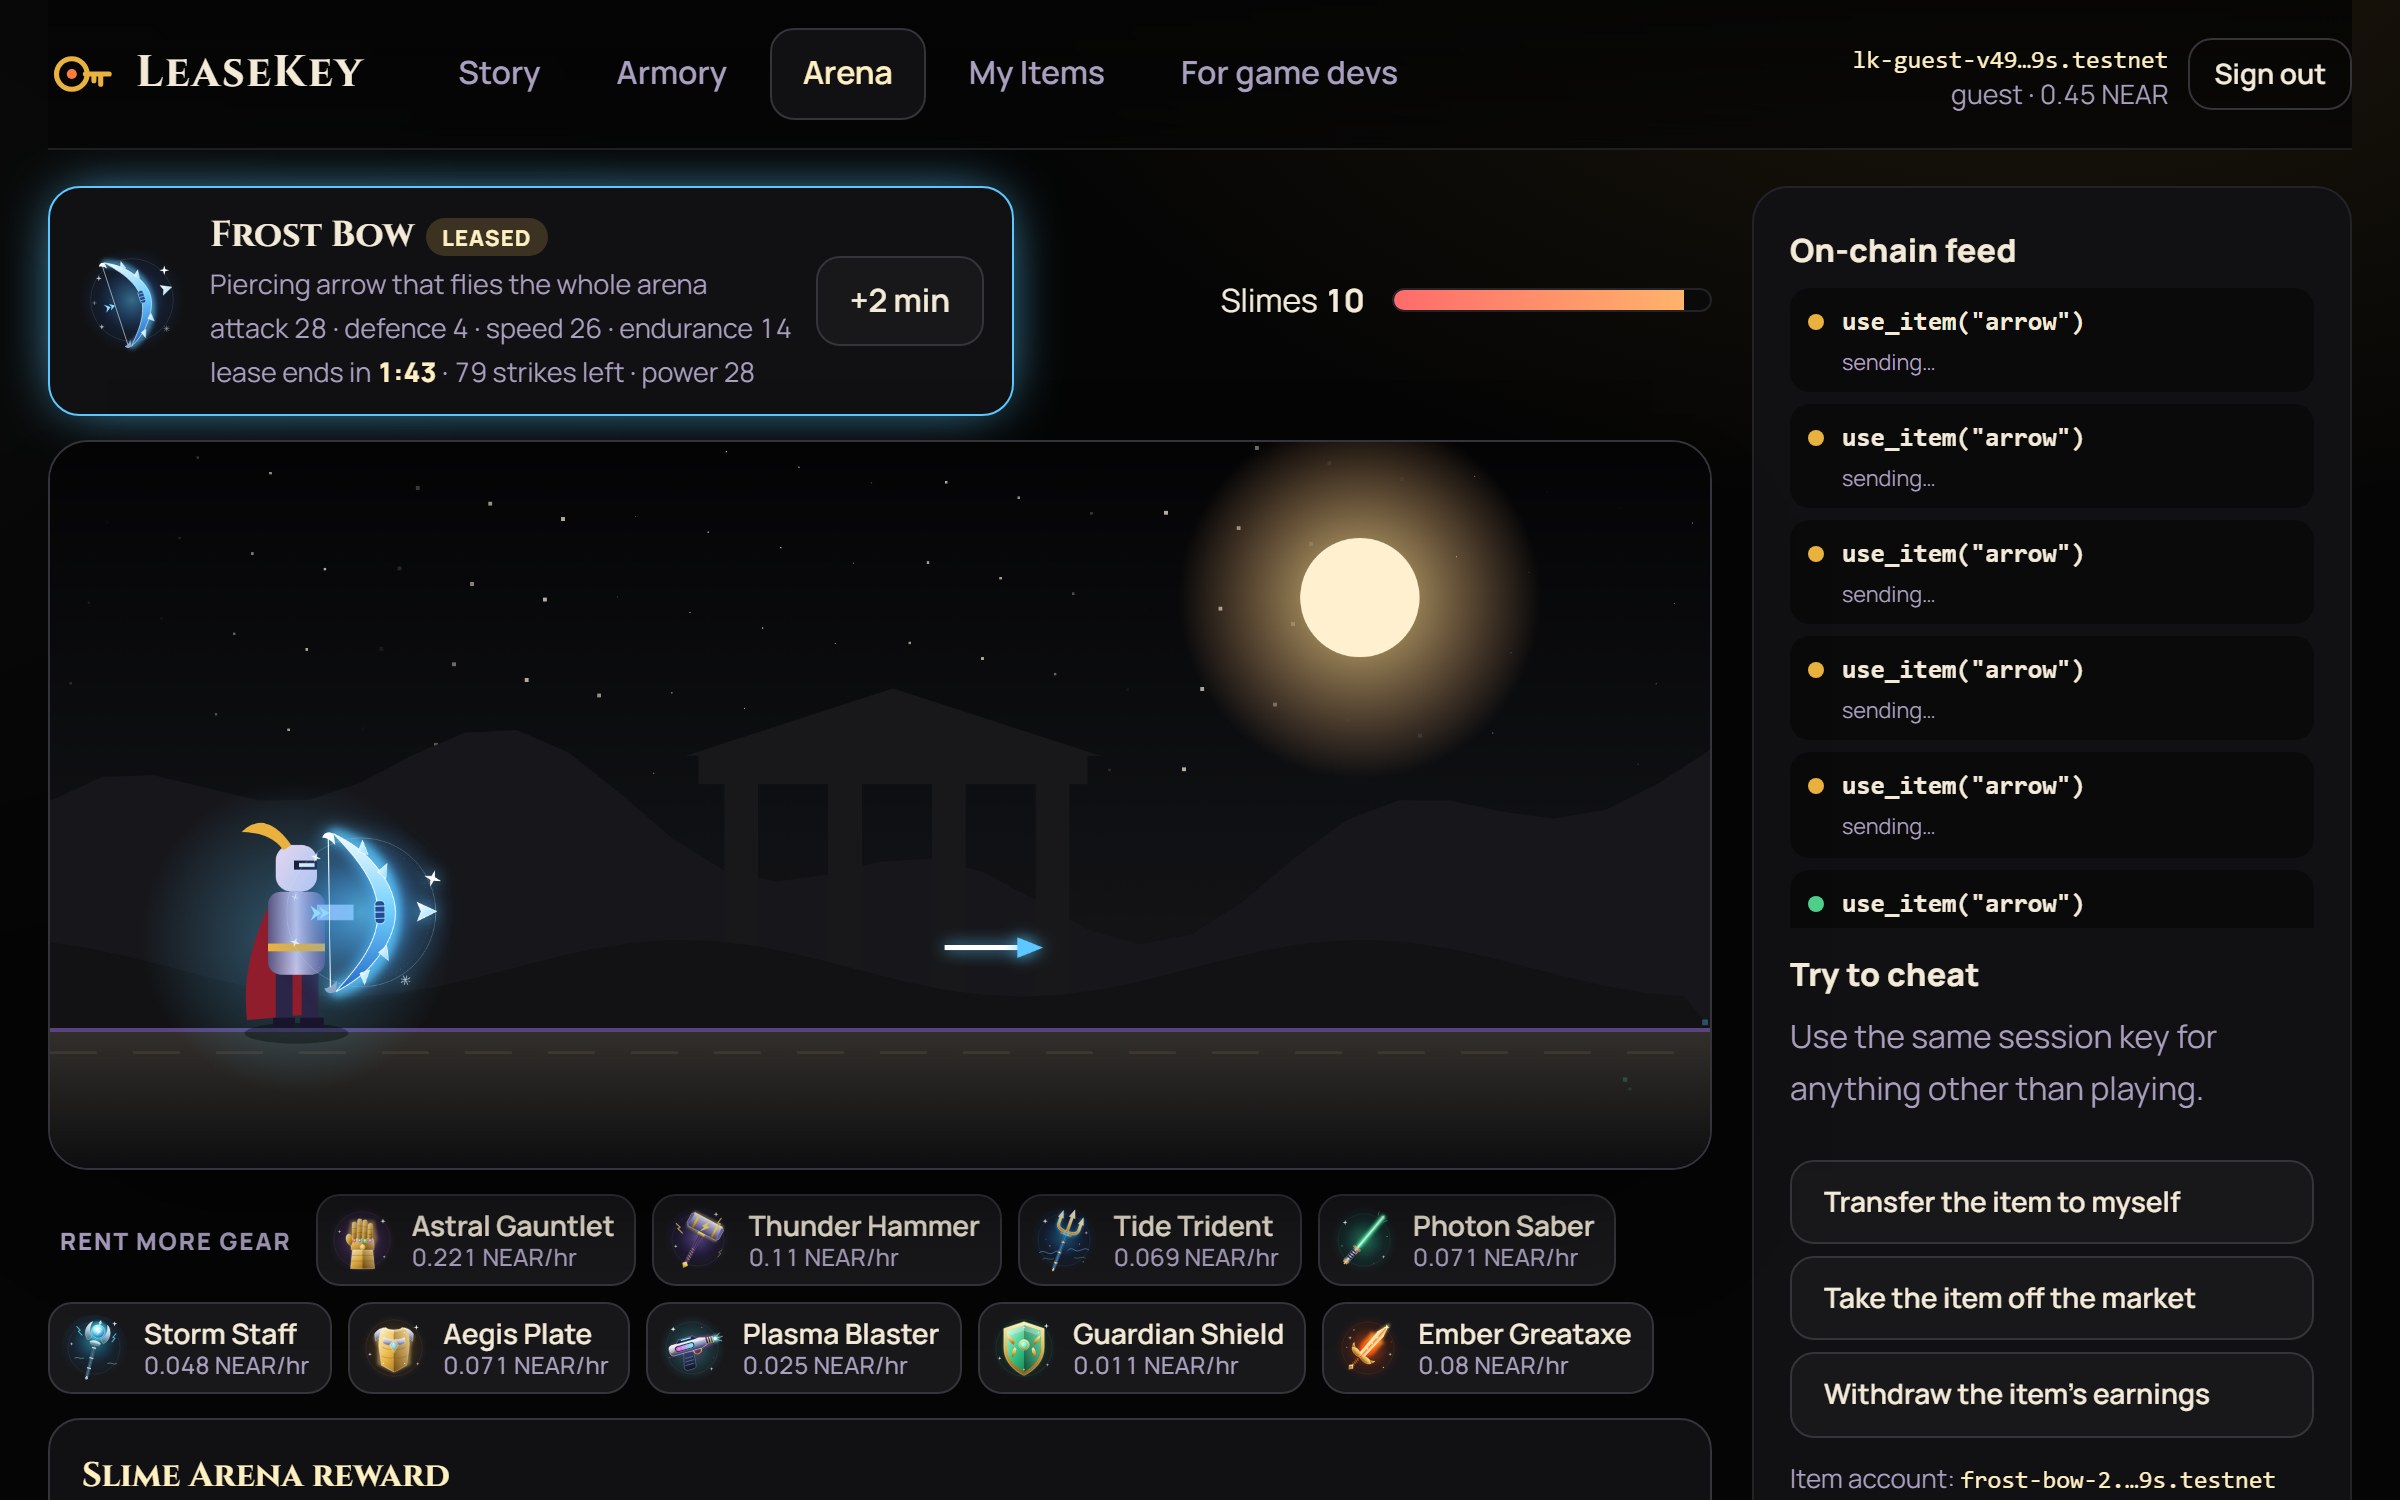 LEASEKEY
Story
Armory
Arena
My Items
For game devs
lk-guest-v49…9s.testnet
guest · 0.45 NEAR
Sign out
FROST BOW LEASED
Piercing arrow that flies the whole arena
attack 28 · defence 4 · speed 26 · endurance 14
lease ends in 1:43 · 79 strikes left · power 28
+2 min
Slimes 10
On-chain feed
use_item("arrow")
sending…
use_item("arrow")
sending…
use_item("arrow")
sending…
use_item("arrow")
sending…
use_item("arrow")
sending…
use_item("arrow")
Try to cheat
Use the same session key for
anything other than playing.
Transfer the item to myself
Take the item off the market
Withdraw the item's earnings
Item account: frost-bow-2.…9s.testnet
RENT MORE GEAR
Astral Gauntlet
0.221 NEAR/hr
Thunder Hammer
0.11 NEAR/hr
Tide Trident
0.069 NEAR/hr
Photon Saber
0.071 NEAR/hr
Storm Staff
0.048 NEAR/hr
Aegis Plate
0.071 NEAR/hr
Plasma Blaster
0.025 NEAR/hr
Guardian Shield
0.011 NEAR/hr
Ember Greataxe
0.08 NEAR/hr
SLIME ARENA REWARD